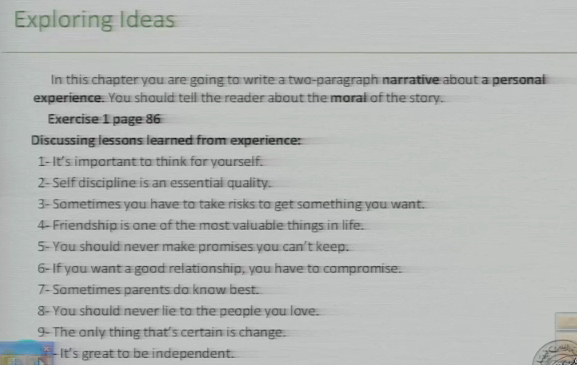 Exploring Ideas
In this chapter you are going to write a two-paragraph narrative about a personal
experience. You should tell the reader about the moral of the story.
Exercise 1 page 86
Discussing lessons learned from experience:
1- It's important to think for yourself.
2- Self discipline is an essential quality.
3- Sometimes you have to take risks to get something you want.
4- Friendship is one of the most valuable things in life.
5- You should never make promises you can't keep.
6- If you want a good relationship, you have to compromise.
7- Sometimes parents do know best.
8- You should never lie to the people you love.
9- The only thing that's certain is change.
- It's great to be independent.